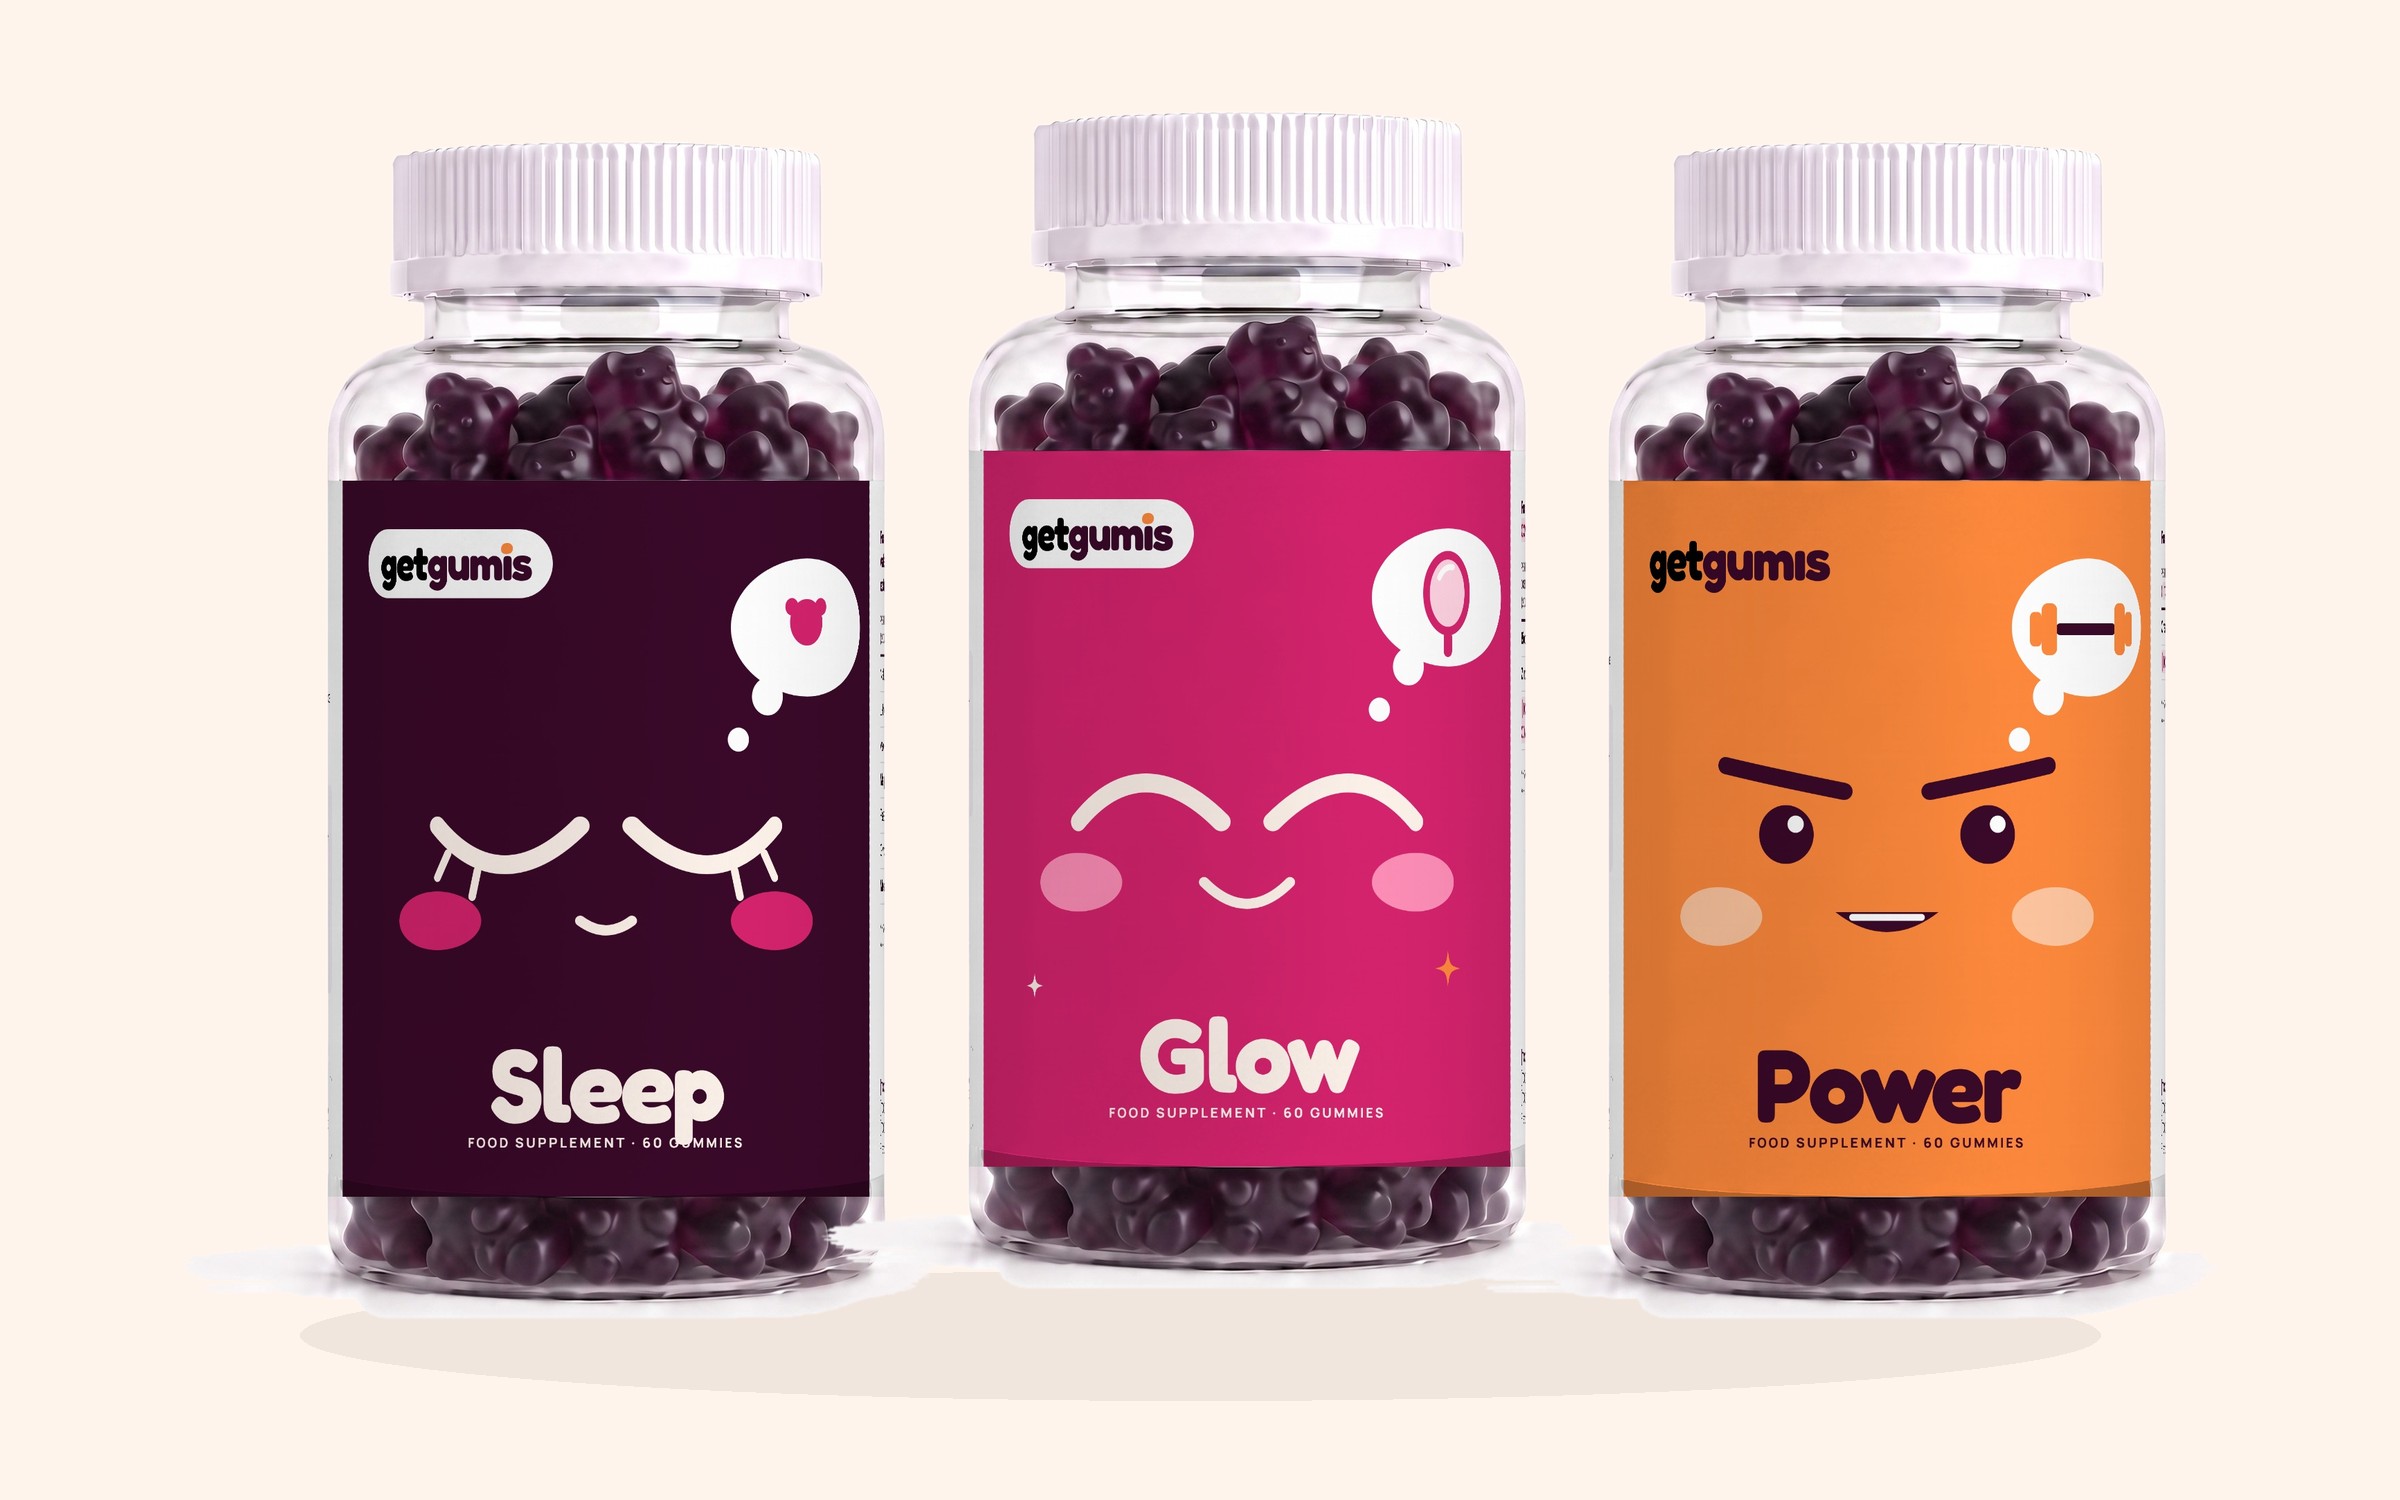 getgumis
Sleep
FOOD SUPPLEMENT · 60 GUMMIES
getgumis
Glow
FOOD SUPPLEMENT · 60 GUMMIES
getgumis
Power
FOOD SUPPLEMENT · 60 GUMMIES